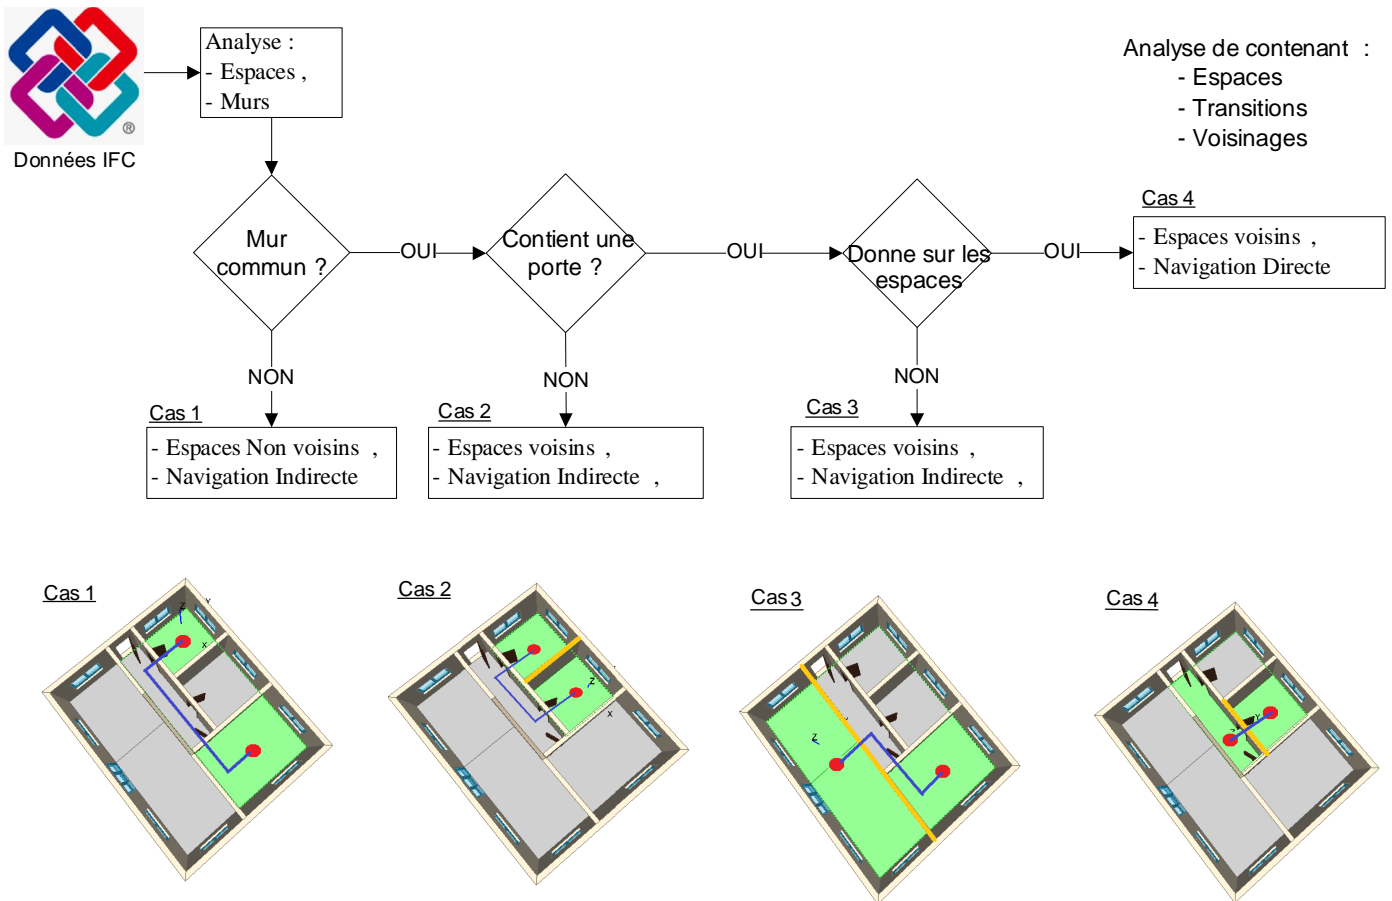 Analyse :
- Espaces ,
- Murs
®
Données IFC
Analyse de contenant :
- Espaces
- Transitions
- Voisinages
Mur
commun ?
OUI
Contient une
porte ?
OUI
Donne sur les
espaces
OUI
Cas 4
- Espaces voisins ,
- Navigation Directe
NON
NON
NON
Cas 1
- Espaces Non voisins ,
- Navigation Indirecte
Cas 2
- Espaces voisins ,
- Navigation Indirecte ,
Cas 3
- Espaces voisins ,
- Navigation Indirecte ,
Cas 1
Z
Y
X
Cas 2
Z
X
Cas 3
Z
Cas 4
Y